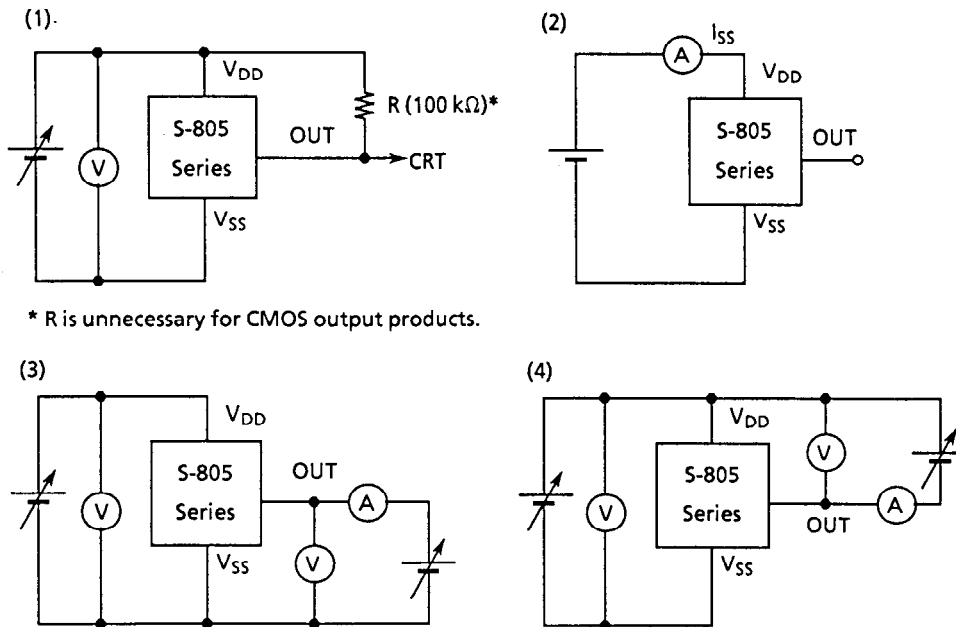 (1)
V_DD
S-805
Series
OUT
R (100 kΩ)*
CRT
V
V_SS
(2)
A
I_SS
V_DD
S-805
Series
OUT
V_SS
* R is unnecessary for CMOS output products.
(3)
V_DD
S-805
Series
OUT
A
V
V
V_SS
(4)
V_DD
S-805
Series
V
V
OUT
A
V_SS